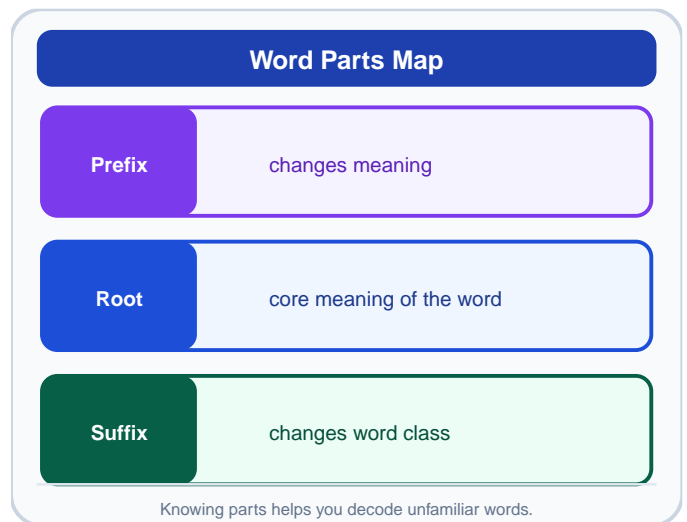 Word Parts Map
Prefix
changes meaning
Root
core meaning of the word
Suffix
changes word class
Knowing parts helps you decode unfamiliar words.